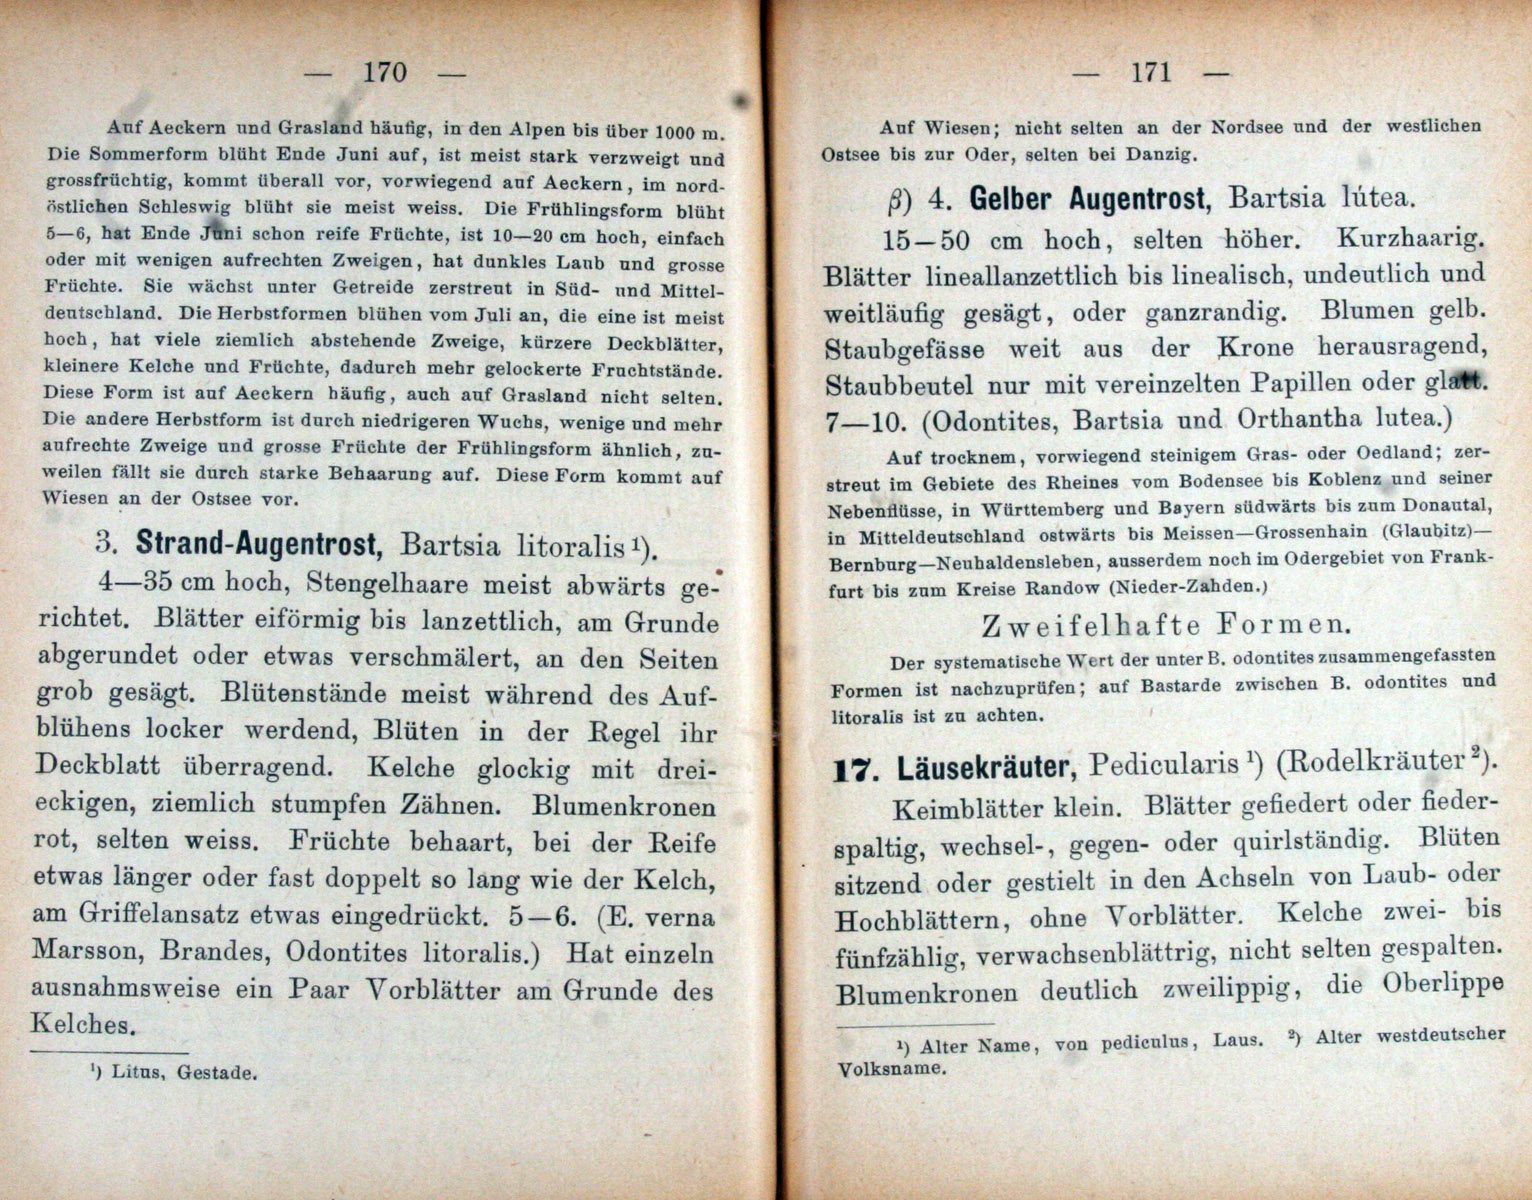 — 170 —
Auf Aeckern und Grasland häufig, in den Alpen bis über 1000 m.
Die Sommerform blüht Ende Juni auf, ist meist stark verzweigt und
grossfrüchtig, kommt überall vor, vorwiegend auf Aeckern, im nord-
östlichen Schleswig blüht sie meist weiss. Die Frühlingsform blüht
5—6, hat Ende Juni schon reife Früchte, ist 10—20 cm hoch, einfach
oder mit wenigen aufrechten Zweigen, hat dunkles Laub und grosse
Früchte. Sie wächst unter Getreide zerstreut in Süd- und Mittel-
deutschland. Die Herbstformen blühen vom Juli an, die eine ist meist
hoch, hat viele ziemlich abstehende Zweige, kürzere Deckblätter,
kleinere Kelche und Früchte, dadurch mehr gelockerte Fruchtstände.
Diese Form ist auf Aeckern häufig, auch auf Grasland nicht selten.
Die andere Herbstform ist durch niedrigeren Wuchs, wenige und mehr
aufrechte Zweige und grosse Früchte der Frühlingsform ähnlich, zu-
weilen fällt sie durch starke Behaarung auf. Diese Form kommt auf
Wiesen an der Ostsee vor.
3. Strand-Augentrost, Bartsia litoralis¹).
4—35 cm hoch, Stengelhaare meist abwärts ge-
richtet. Blätter eiförmig bis lanzettlich, am Grunde
abgerundet oder etwas verschmälert, an den Seiten
grob gesägt. Blütenstände meist während des Auf-
blühens locker werdend, Blüten in der Regel ihr
Deckblatt überragend. Kelche glockig mit drei-
eckigen, ziemlich stumpfen Zähnen. Blumenkronen
rot, selten weiss. Früchte behaart, bei der Reife
etwas länger oder fast doppelt so lang wie der Kelch,
am Griffelansatz etwas eingedrückt. 5—6. (E. verna
Marsson, Brandes, Odontites litoralis.) Hat einzeln
ausnahmsweise ein Paar Vorblätter am Grunde des
Kelches.
¹) Litus, Gestade.
— 171 —
Auf Wiesen; nicht selten an der Nordsee und der westlichen
Ostsee bis zur Oder, selten bei Danzig.
β) 4. Gelber Augentrost, Bartsia lútea.
15—50 cm hoch, selten höher. Kurzhaarig.
Blätter lineallanzettlich bis linealisch, undeutlich und
weitläufig gesägt, oder ganzrandig. Blumen gelb.
Staubgefässe weit aus der Krone herausragend,
Staubbeutel nur mit vereinzelten Papillen oder glatt.
7—10. (Odontites, Bartsia und Orthantha lutea.)
Auf trocknem, vorwiegend steinigem Gras- oder Oedland; zer-
streut im Gebiete des Rheines vom Bodensee bis Koblenz und seiner
Nebenflüsse, in Württemberg und Bayern südwärts bis zum Donautal,
in Mitteldeutschland ostwärts bis Meissen—Grossenhain (Glaubitz)—
Bernburg—Neuhaldensleben, ausserdem noch im Odergebiet von Frank-
furt bis zum Kreise Randow (Nieder-Zahden.)
Zweifelhafte Formen.
Der systematische Wert der unter B. odontites zusammengefassten
Formen ist nachzuprüfen; auf Bastarde zwischen B. odontites und
litoralis ist zu achten.
17. Läusekräuter, Pedicularis¹) (Rodelkräuter²).
Keimblätter klein. Blätter gefiedert oder fieder-
spaltig, wechsel-, gegen- oder quirlständig. Blüten
sitzend oder gestielt in den Achseln von Laub- oder
Hochblättern, ohne Vorblätter. Kelche zwei- bis
fünfzählig, verwachsenblättrig, nicht selten gespalten.
Blumenkronen deutlich zweilippig, die Oberlippe
¹) Alter Name, von pediculus, Laus. ²) Alter westdeutscher
Volksname.